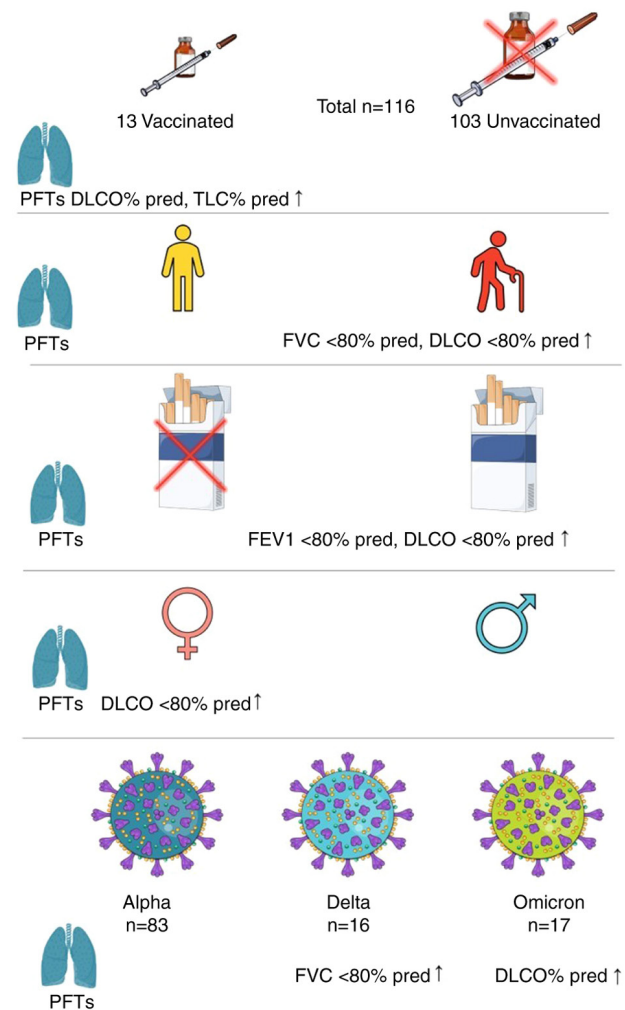 13 Vaccinated
Total n=116
103 Unvaccinated
PFTs DLCO% pred, TLC% pred ↑
PFTs
FVC <80% pred, DLCO <80% pred ↑
PFTs
FEV1 <80% pred, DLCO <80% pred ↑
PFTs
DLCO <80% pred ↑
Alpha
n=83
Delta
n=16
Omicron
n=17
PFTs
FVC <80% pred ↑
DLCO% pred ↑